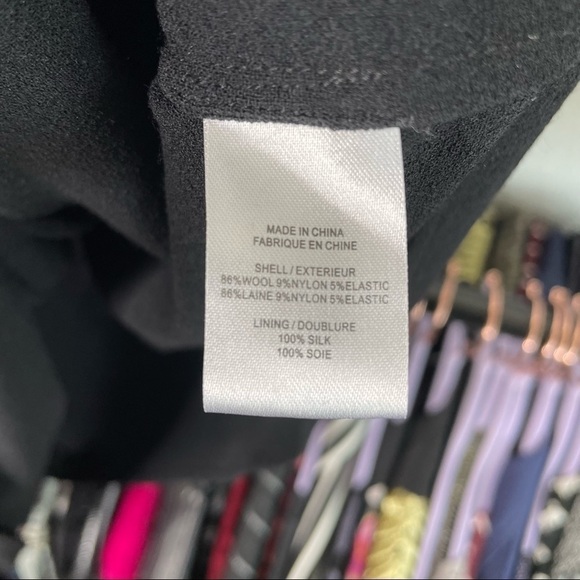 MADE IN CHINA
FABRIQUE EN CHINE
SHELL/EXTERIEUR
86%WOOL 9%NYLON 5%ELASTIC
86%LAINE 9%NYLON 5%ELASTIC
LINING/DOUBLURE
100% SILK
100% SOIE